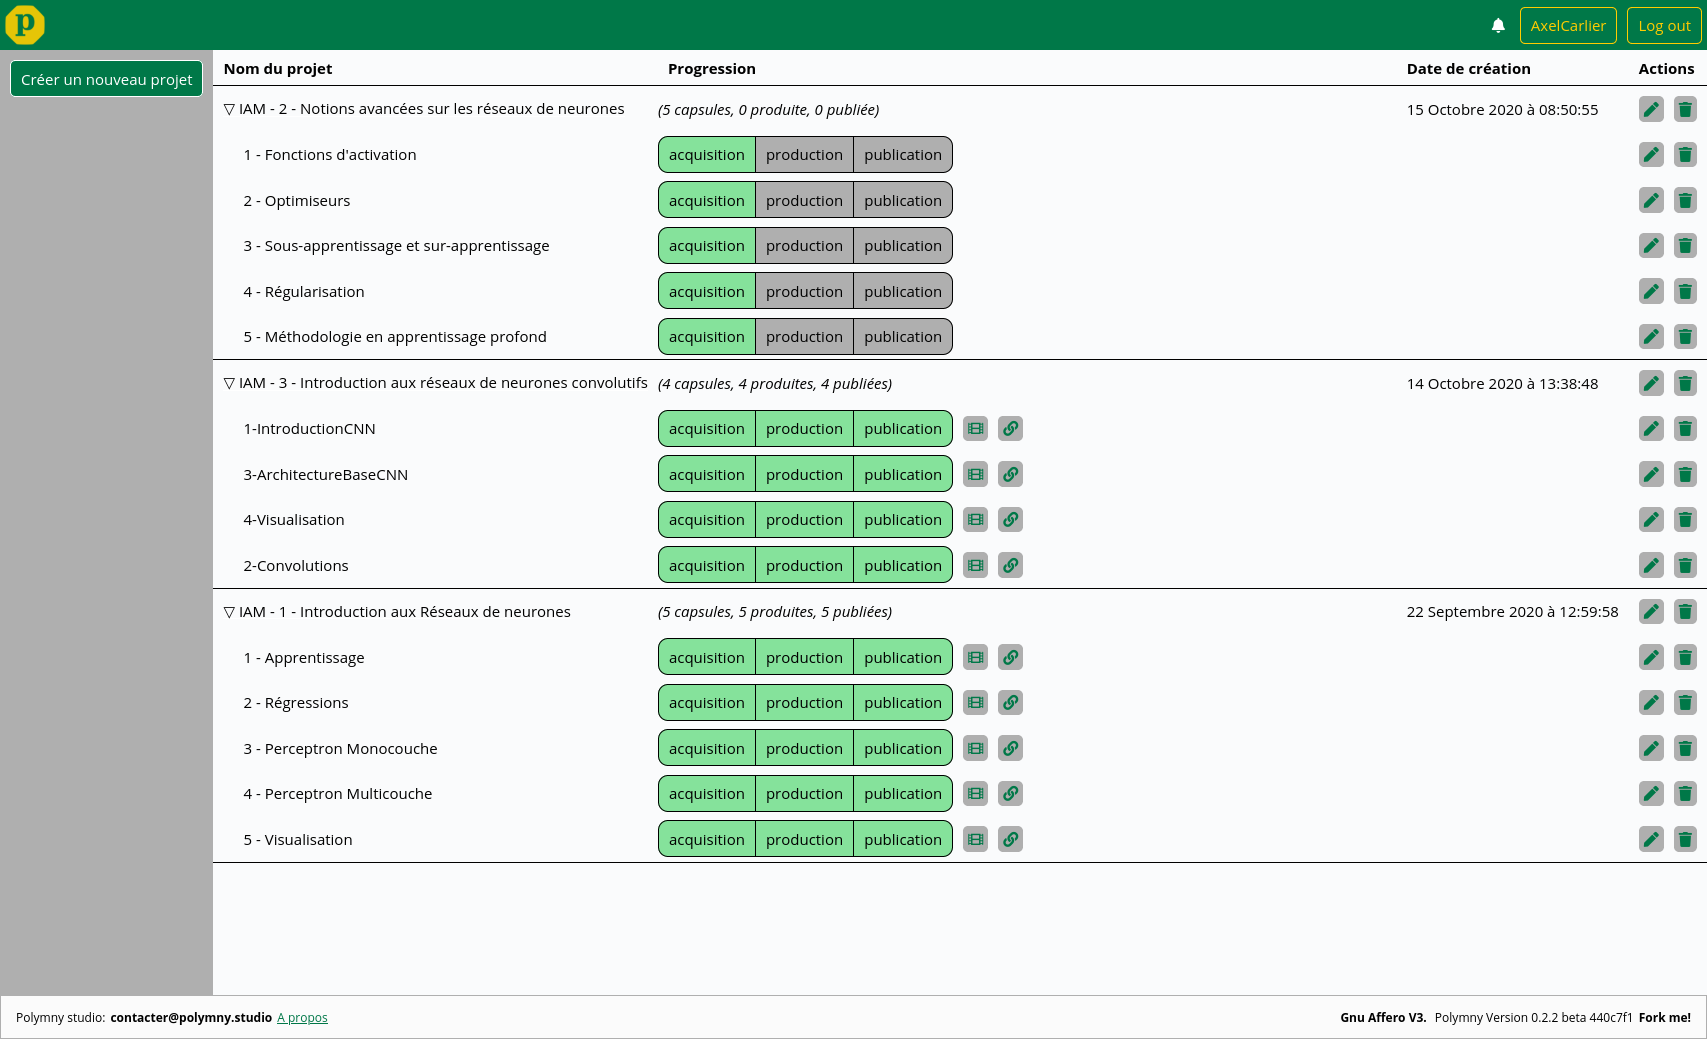 p AxelCarlier Log out
Créer un nouveau projet
Nom du projet Progression Date de création Actions
▽ IAM - 2 - Notions avancées sur les réseaux de neurones (5 capsules, 0 produite, 0 publiée) 15 Octobre 2020 à 08:50:55
1 - Fonctions d'activation acquisition production publication
2 - Optimiseurs acquisition production publication
3 - Sous-apprentissage et sur-apprentissage acquisition production publication
4 - Régularisation acquisition production publication
5 - Méthodologie en apprentissage profond acquisition production publication
▽ IAM - 3 - Introduction aux réseaux de neurones convolutifs (4 capsules, 4 produites, 4 publiées) 14 Octobre 2020 à 13:38:48
1-IntroductionCNN acquisition production publication
3-ArchitectureBaseCNN acquisition production publication
4-Visualisation acquisition production publication
2-Convolutions acquisition production publication
▽ IAM - 1 - Introduction aux Réseaux de neurones (5 capsules, 5 produites, 5 publiées) 22 Septembre 2020 à 12:59:58
1 - Apprentissage acquisition production publication
2 - Régressions acquisition production publication
3 - Perceptron Monocouche acquisition production publication
4 - Perceptron Multicouche acquisition production publication
5 - Visualisation acquisition production publication
Polymny studio: contacter@polymny.studio A propos Gnu Affero V3. Polymny Version 0.2.2 beta 440c7f1 Fork me!